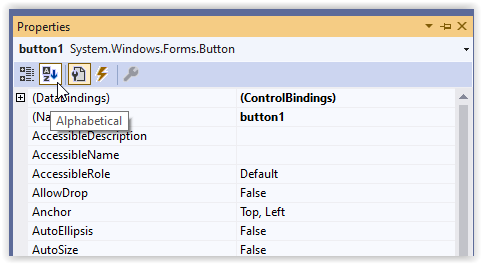 Properties
button1 System.Windows.Forms.Button
(DataBindings) (ControlBindings)
(Na button1
Alphabetical
AccessibleDescription
AccessibleName
AccessibleRole Default
AllowDrop False
Anchor Top, Left
AutoEllipsis False
AutoSize False